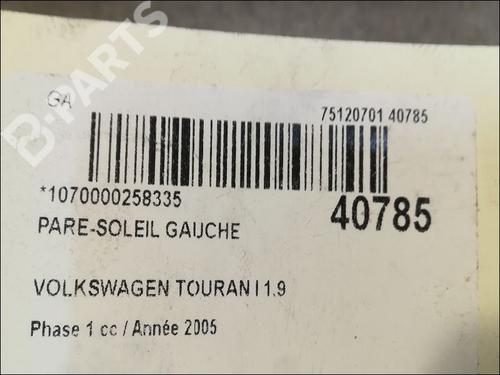 B-PARTS
GA
75120701 40785
*1070000258335
40785
PARE-SOLEIL GAUCHE
VOLKSWAGEN TOURAN I 1.9
Phase 1 cc / Année 2005